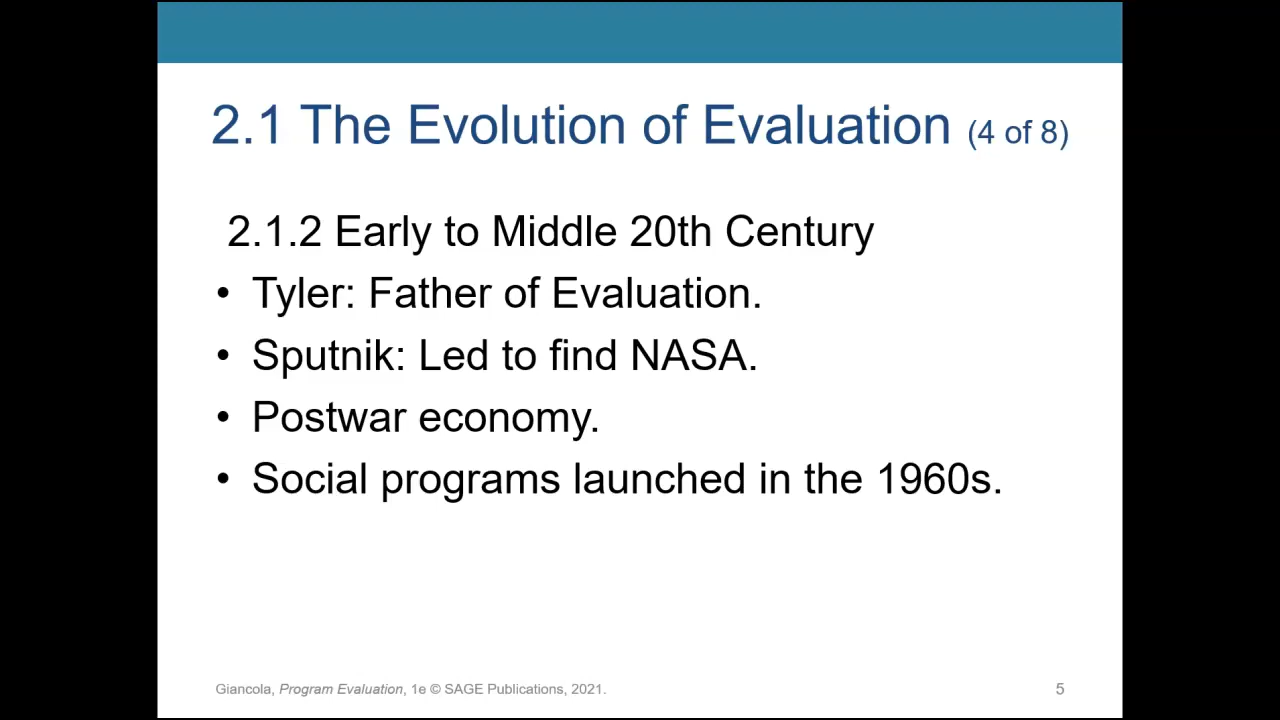 2.1 The Evolution of Evaluation (4 of 8)
2.1.2 Early to Middle 20th Century
• Tyler: Father of Evaluation.
• Sputnik: Led to find NASA.
• Postwar economy.
• Social programs launched in the 1960s.
Giancola, Program Evaluation, 1e © SAGE Publications, 2021.
5